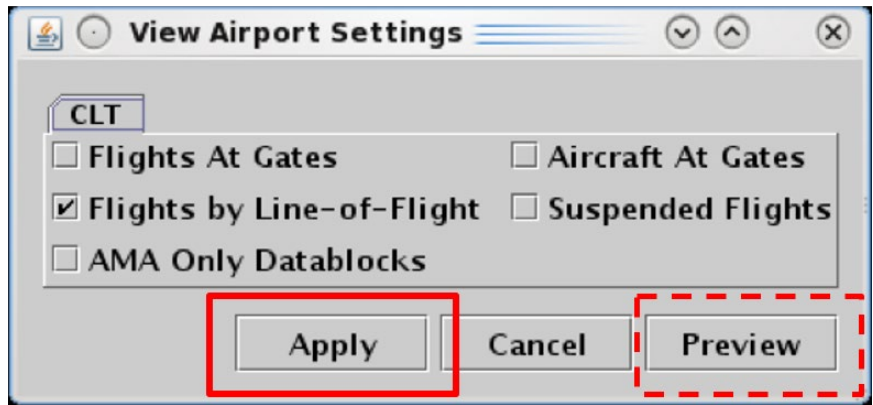 View Airport Settings
CLT
Flights At Gates Aircraft At Gates
Flights by Line-of-Flight Suspended Flights
AMA Only Datablocks
Apply Cancel Preview